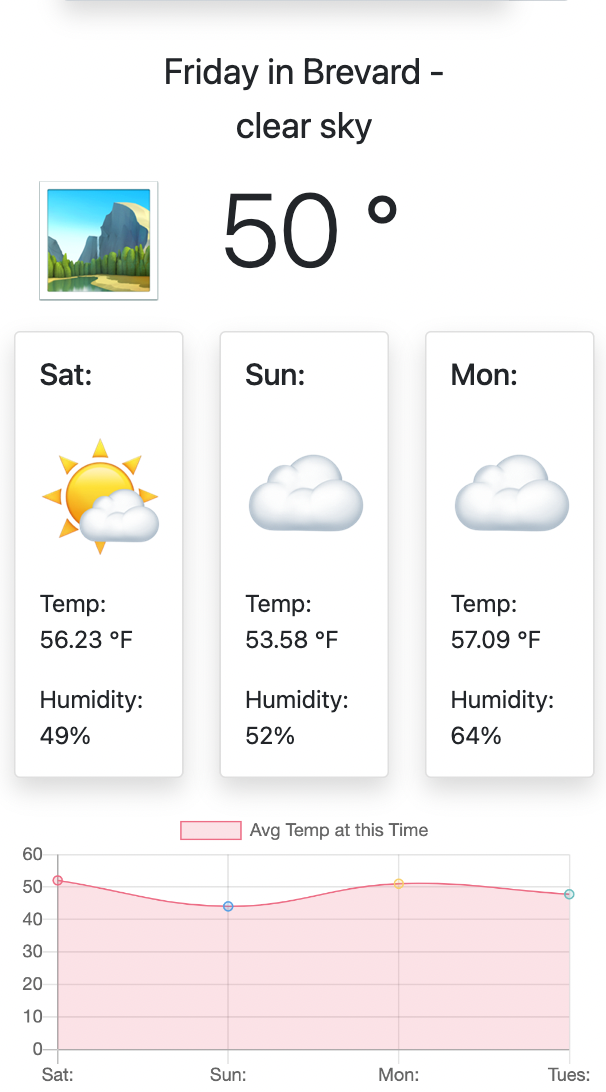 Friday in Brevard -
clear sky
50 °
Sat:
Temp:
56.23 °F
Humidity:
49%
Sun:
Temp:
53.58 °F
Humidity:
52%
Mon:
Temp:
57.09 °F
Humidity:
64%
Avg Temp at this Time
60
50
40
30
20
10
0
Sat:
Sun:
Mon:
Tues: